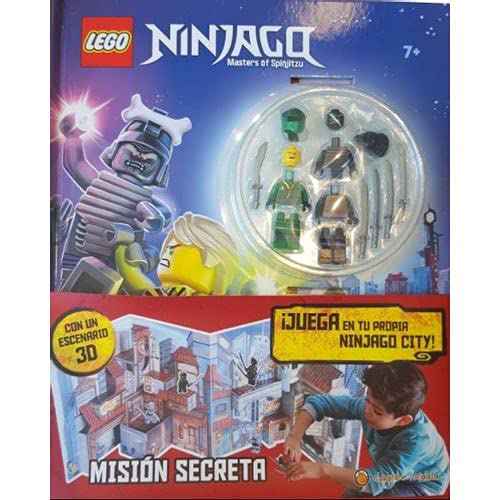 LEGO
NINJAGO
Masters of Spinjitzu
7+
CON UN
ESCENARIO
3D
¡JUEGA EN TU PROPIA
NINJAGO CITY!
MISIÓN SECRETA